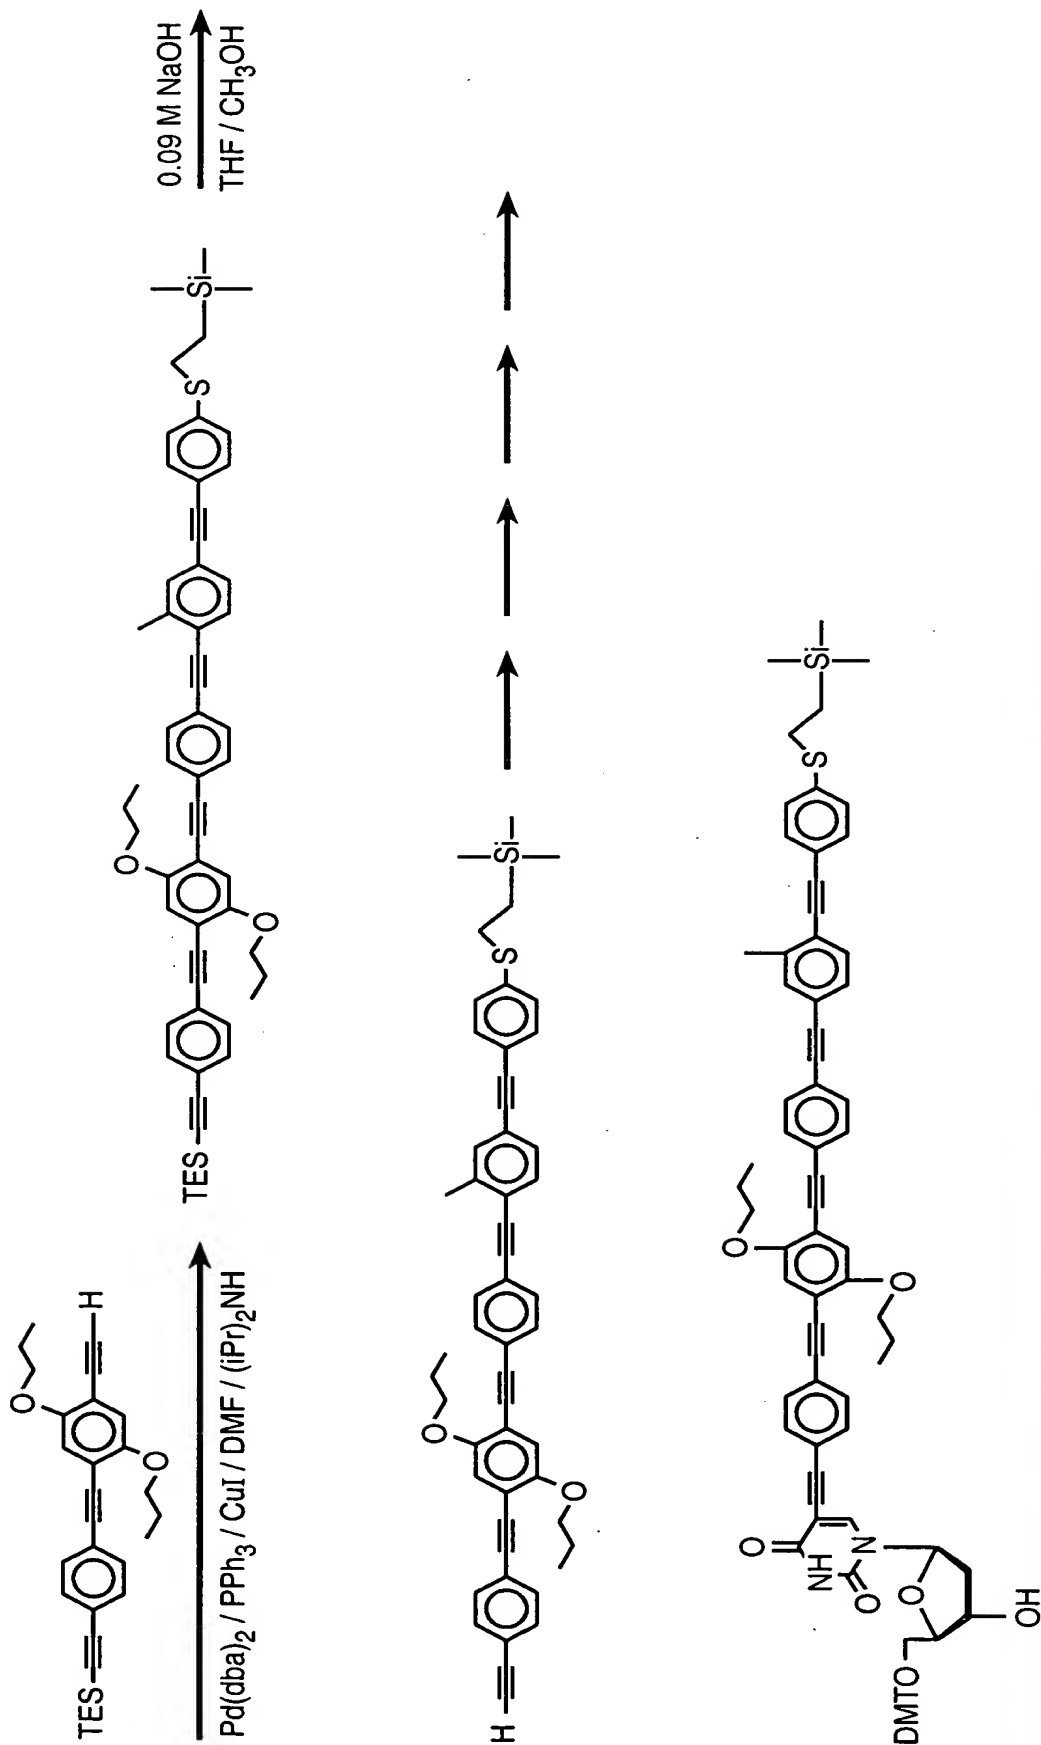 TES
H
O
O
Pd(dba)2 / PPh3 / CuI / DMF / (iPr)2NH
TES
O
O
S
Si
0.09 M NaOH
THF / CH3OH
H
O
O
S
Si
O
NH
O
N
O
DMTO
OH
O
O
S
Si